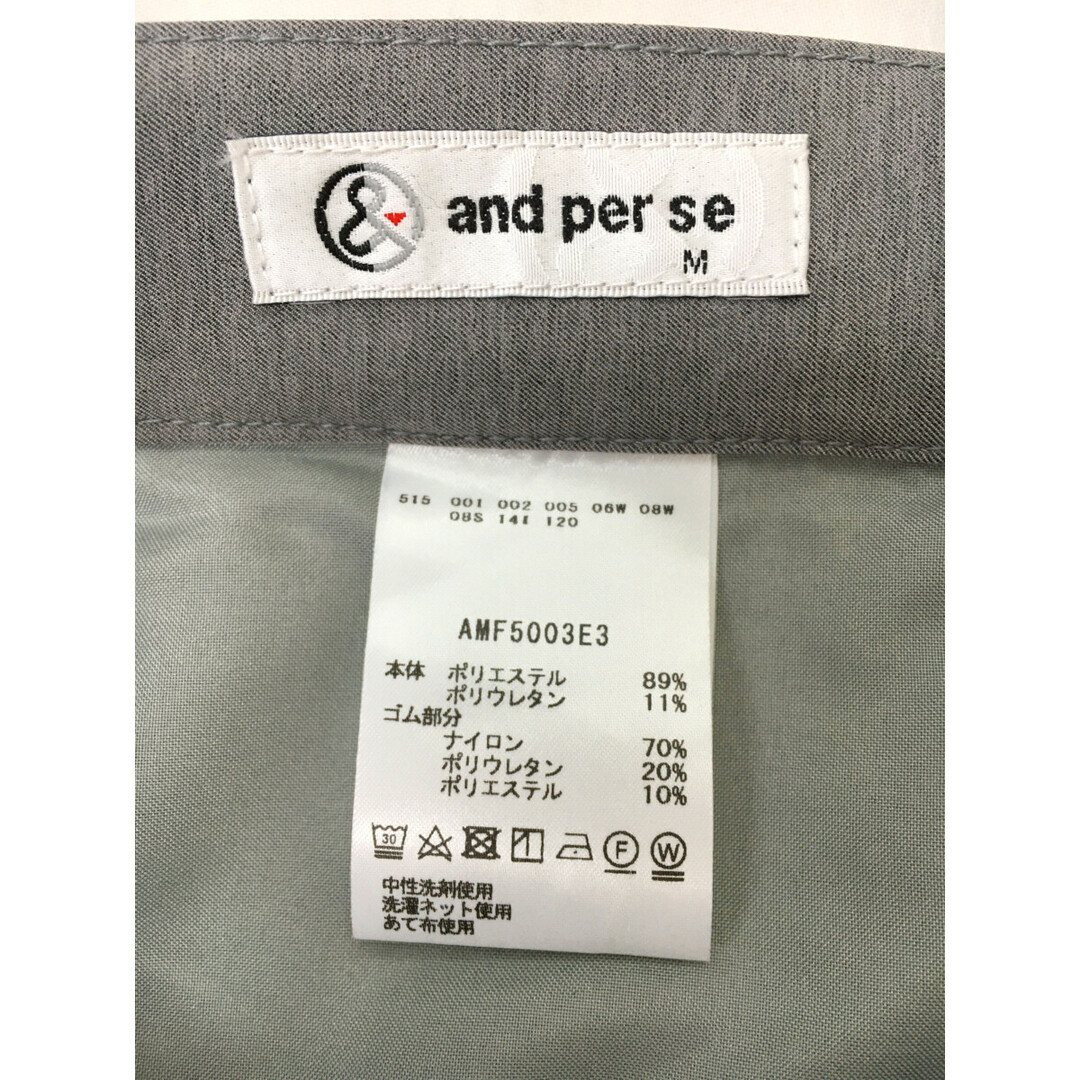 and per se
M
515 001 002 005 06W 08W
08S 14I 120
AMF5003E3
本体 ポリエステル 89%
ポリウレタン 11%
ゴム部分
ナイロン 70%
ポリウレタン 20%
ポリエステル 10%
30 F W
中性洗剤使用
洗濯ネット使用
あて布使用